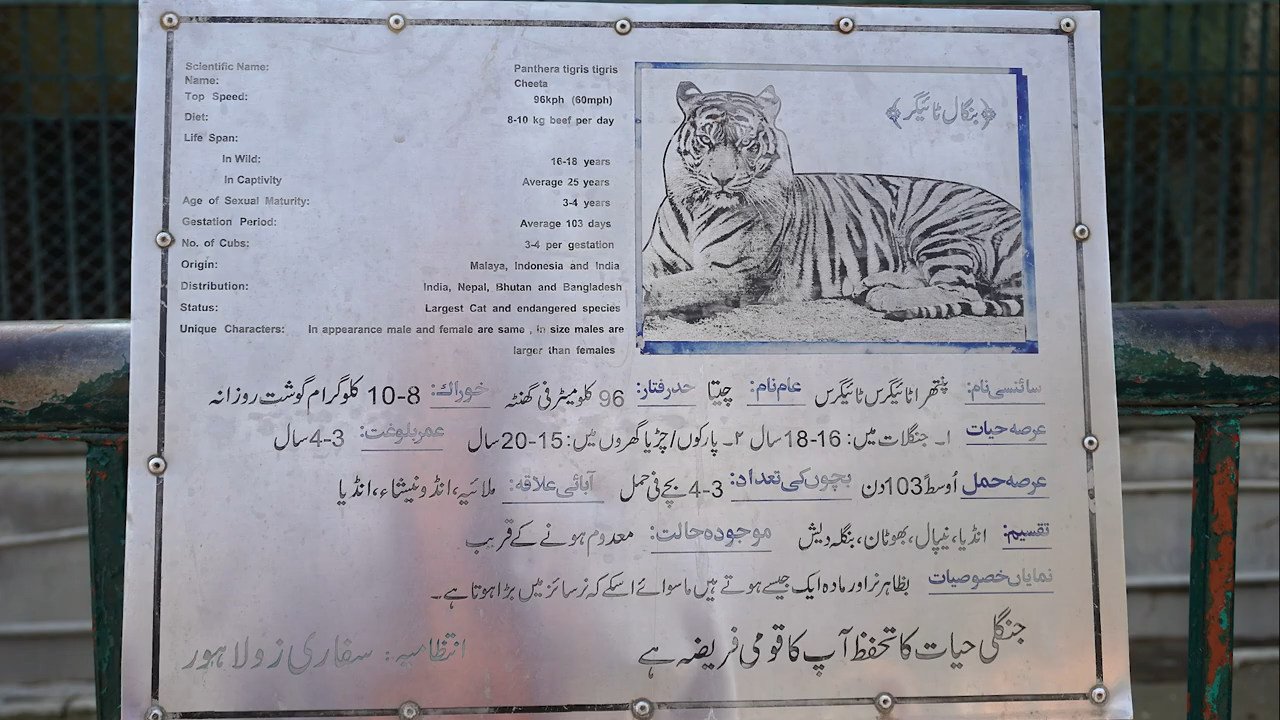 Scientific Name: Panthera tigris tigris
Name: Cheeta
Top Speed: 96kph (60mph)
Diet: 8-10 kg beef per day
Life Span:
In Wild: 16-18 years
In Captivity Average 25 years
Age of Sexual Maturity: 3-4 years
Gestation Period: Average 103 days
No. of Cubs: 3-4 per gestation
Origin: Malaya, Indonesia and India
Distribution: India, Nepal, Bhutan and Bangladesh
Status: Largest Cat and endangered species
Unique Characters: In appearance male and female are same , in size males are
larger than females
﴿بنگال ٹائیگر﴾
سائنسی نام: پنتھرا ٹائیگرس ٹائیگرس عام نام: چیتا حد رفتار: 96 کلومیٹر فی گھنٹہ خوراک: 8-10 کلوگرام گوشت روزانہ
عرصہ حیات ۱۔ جنگلات میں: 16-18 سال ۲۔ پارکوں/چڑیا گھروں میں: 15-20 سال عمر بلوغت: 3-4 سال
عرصہ حمل اُوسطً 103 دن بچوں کی تعداد: 3-4 بچے فی حمل آبائی علاقہ: ملائیہ، انڈونیشاء، انڈیا
تقسیم: انڈیا، نیپال، بھوٹان، بنگلہ دیش موجودہ حالت: معدوم ہونے کے قریب
نمایاں خصوصیات بظاہر نر اور مادہ ایک جیسے ہوتے ہیں ماسوائے اسکے کہ نر سائز میں بڑا ہوتا ہے۔
جنگلی حیات کا تحفظ آپ کا قومی فریضہ ہے انتظامیہ: سفاری زو لاہور